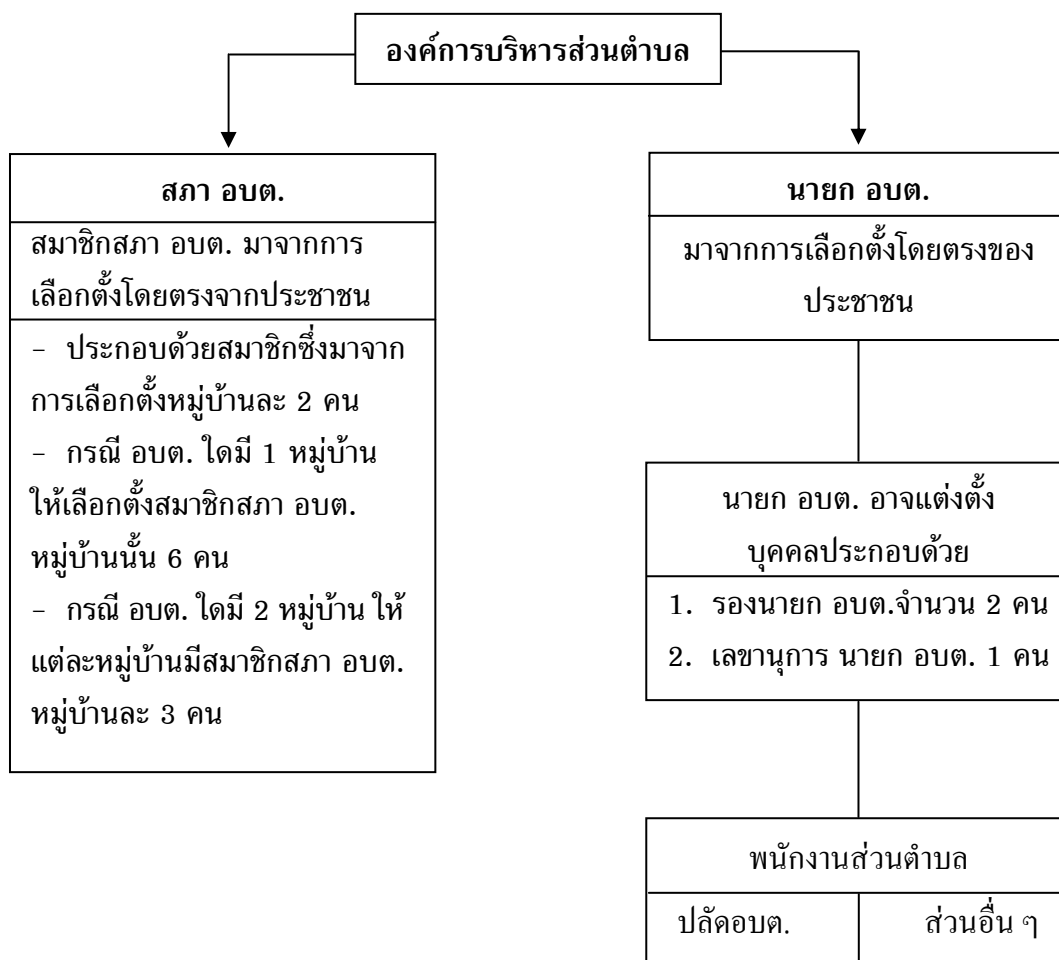 องค์การบริหารส่วนตำบล
สภา อบต.
สมาชิกสภา อบต. มาจากการ
เลือกตั้งโดยตรงจากประชาชน
- ประกอบด้วยสมาชิกซึ่งมาจาก
การเลือกตั้งหมู่บ้านละ 2 คน
- กรณี อบต. ใดมี 1 หมู่บ้าน
ให้เลือกตั้งสมาชิกสภา อบต.
หมู่บ้านนั้น 6 คน
- กรณี อบต. ใดมี 2 หมู่บ้าน ให้
แต่ละหมู่บ้านมีสมาชิกสภา อบต.
หมู่บ้านละ 3 คน
นายก อบต.
มาจากการเลือกตั้งโดยตรงของ
ประชาชน
นายก อบต. อาจแต่งตั้ง
บุคคลประกอบด้วย
1. รองนายก อบต.จำนวน 2 คน
2. เลขานุการ นายก อบต. 1 คน
พนักงานส่วนตำบล
ปลัดอบต.
ส่วนอื่น ๆ